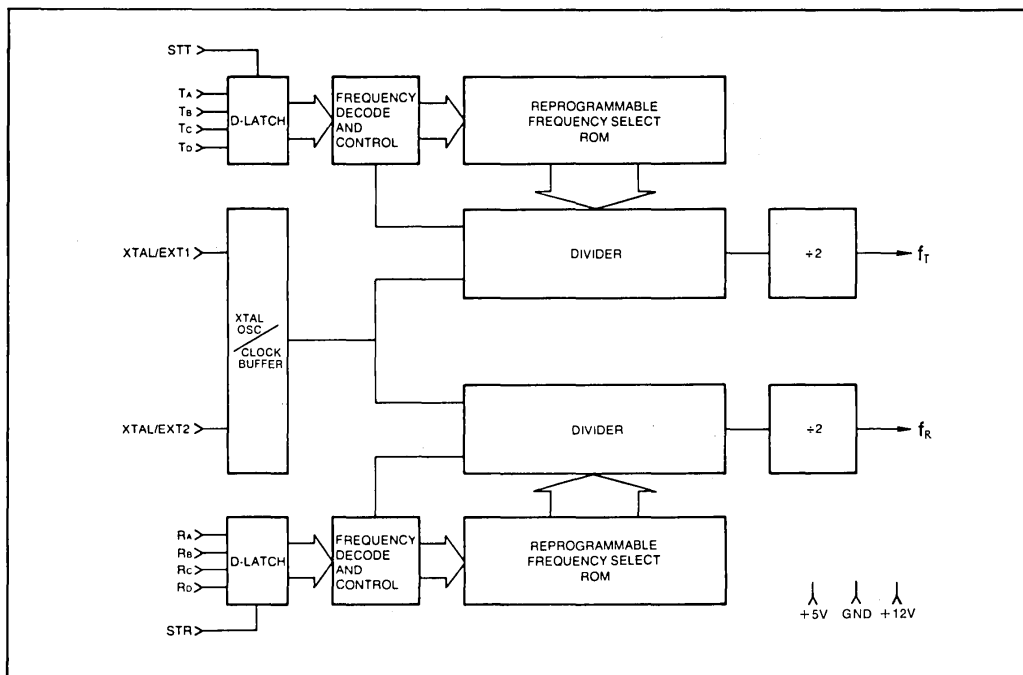 STT
TA
TB
TC
TD
D-LATCH
FREQUENCY
DECODE
AND
CONTROL
REPROGRAMMABLE
FREQUENCY SELECT
ROM
XTAL/EXT1
XTAL
OSC
CLOCK
BUFFER
XTAL/EXT2
DIVIDER
÷2
fT
DIVIDER
÷2
fR
RA
RB
RC
RD
D-LATCH
STR
FREQUENCY
DECODE
AND
CONTROL
REPROGRAMMABLE
FREQUENCY SELECT
ROM
+5V GND +12V